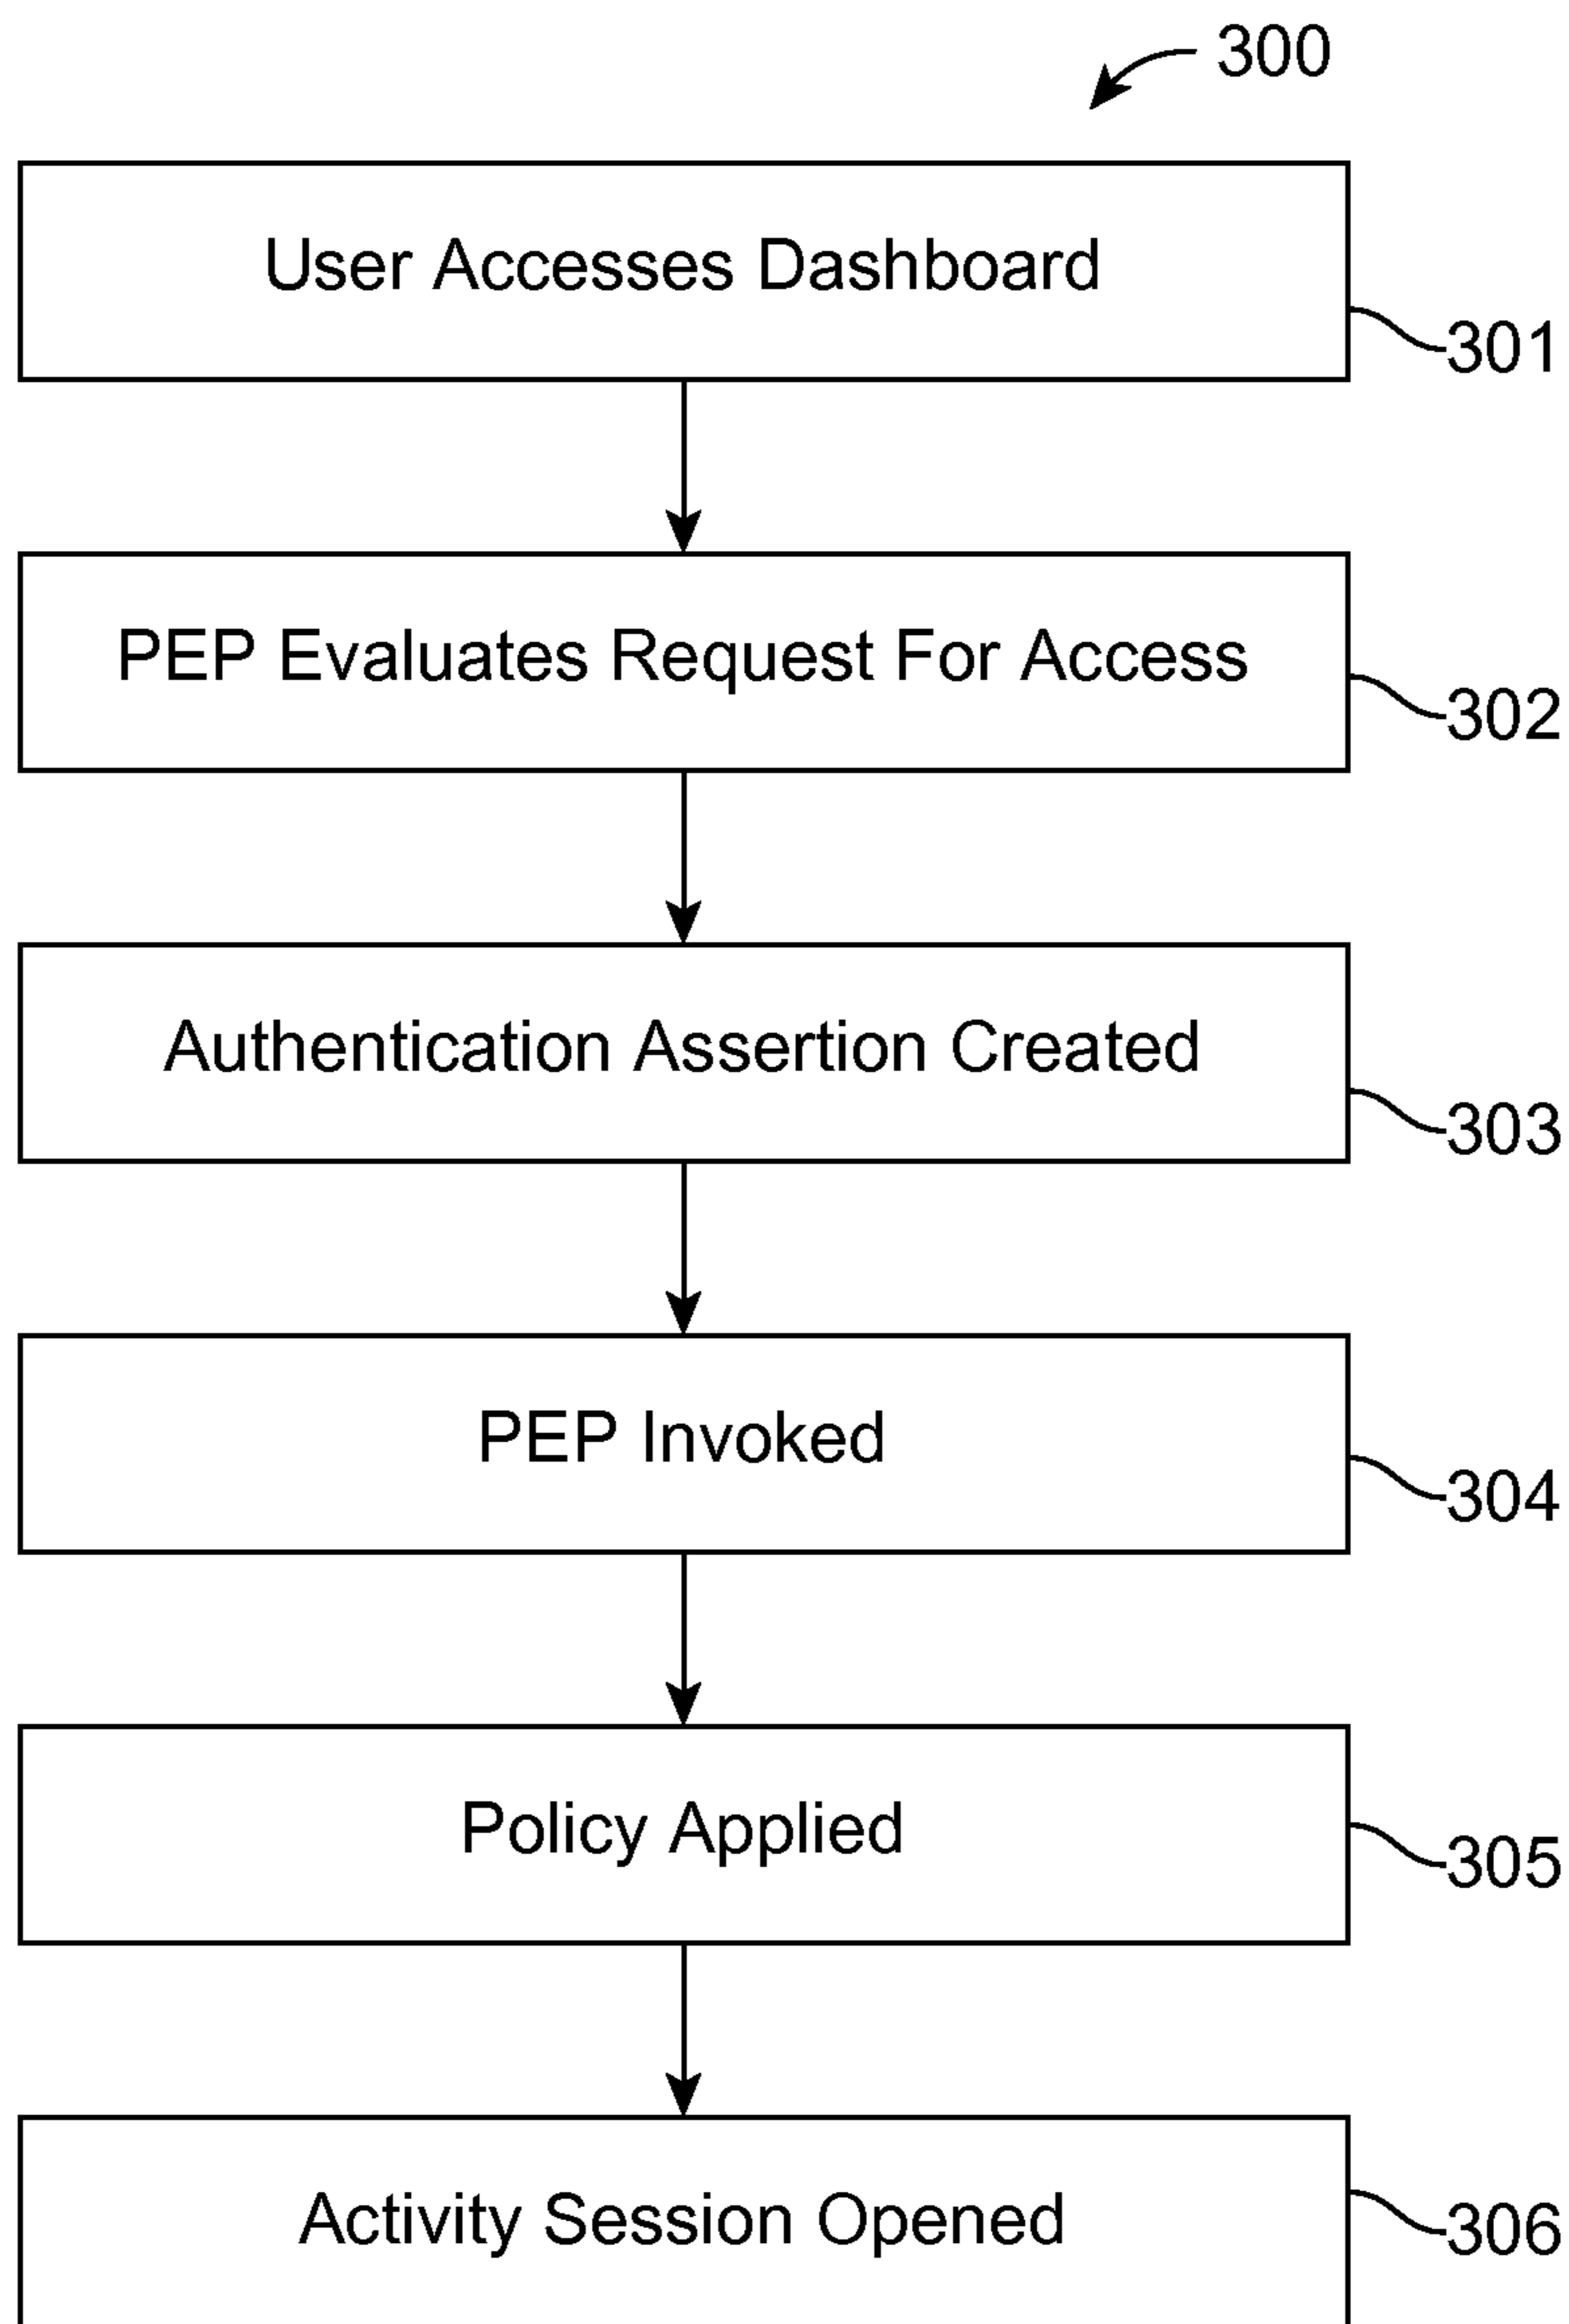 300
User Accesses Dashboard
301
PEP Evaluates Request For Access
302
Authentication Assertion Created
303
PEP Invoked
304
Policy Applied
305
Activity Session Opened
306